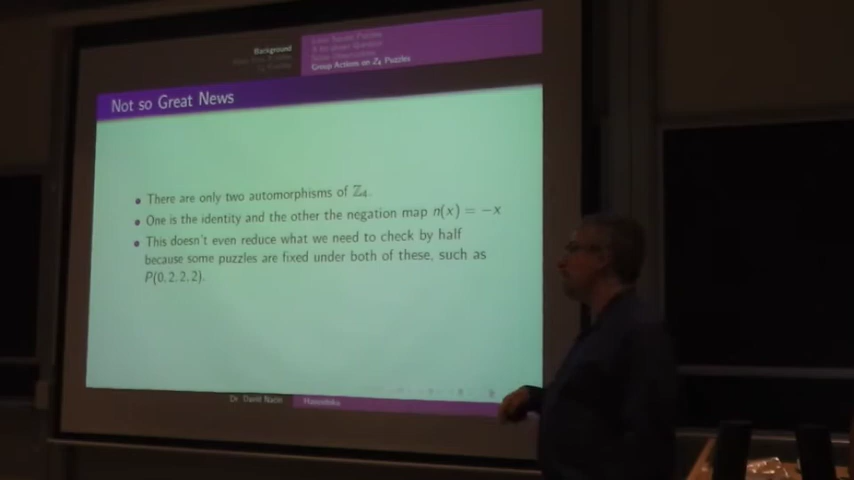 Background
Group Actions on Z₄ Puzzles
Not so Great News
• There are only two automorphisms of ℤ₄.
• One is the identity and the other the negation map n(x) = −x
• This doesn't even reduce what we need to check by half
because some puzzles are fixed under both of these, such as
P(0, 2, 2, 2).
Dr. David Nacin